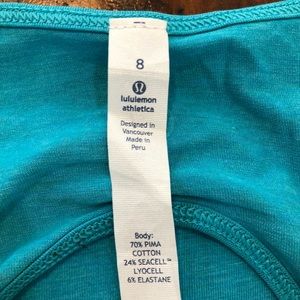 8
lululemon
athletica
Designed in
Vancouver
Made in
Peru
Body:
70% PIMA
COTTON
24% SEACELL™
LYOCELL
6% ELASTANE